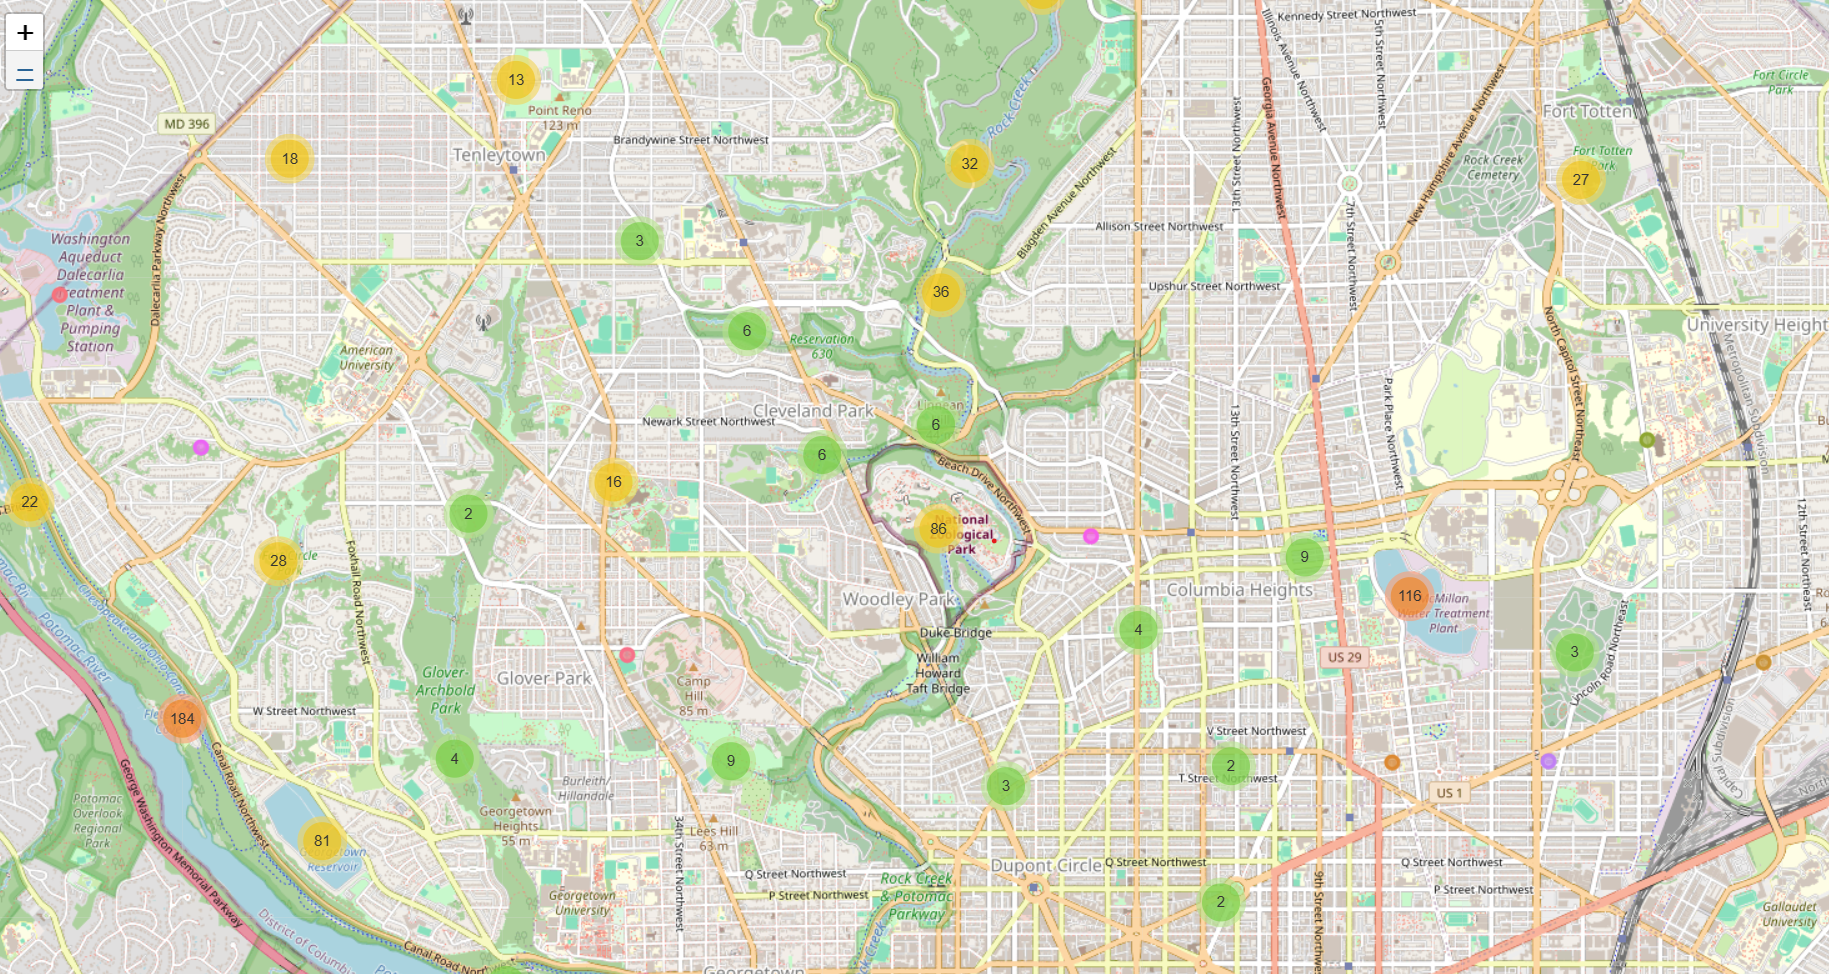 +
=
Kennedy Street Northwest
5th Street Northwest
Illinois Avenue Northwest
Georgia Avenue Northwest
Fort Circle
Park
13
Point Reno
123 m
MD 396
Brandywine Street Northwest
Tenleytown
18
Rock Creek
32
Blagden Avenue Northwest
13th Street Northwest
New Hampshire Avenue Northwest
Fort Totten
Rock Creek
Cemetery
Fort Totten
27
7th Street Northwest
Allison Street Northwest
Upshur Street Northwest
3
Washington
Aqueduct
Dalecarlia
Treatment
Plant &
Pumping
Station
Dalecarlia Parkway Northwest
36
6
Reservation
630
American
University
North Capitol Street Northeast
University Height
Metropolitan Subdivision
Park Place Northwest
Cleveland Park
Newark Street Northwest
6
6
13th Street Northwest
Beach Drive Northwest
16
2
22
28
Foxhall Road Northwest
86
National
Zoological
Park
12th Street Northeast
9
Columbia Heights
116
McMillan
Water Treatment
Plant
Woodley Park
Duke Bridge
4
William
Howard
Taft Bridge
US 29
3
Lincoln Road Northeast
Potomac River
Glover-
Archbold
Park
Glover Park
Camp
Hill
85 m
W Street Northwest
184
Canal Road Northwest
George Washington Memorial Parkway
4
9
V Street Northwest
2
T Street Northwest
3
US 1
Capital Subdivision
Burleith/
Hillandale
Potomac
Overlook
Regional
Park
Georgetown
Heights
55 m
Lees Hill
63 m
34th Street Northwest
81
Georgetown
Reservoir
Dupont Circle
Q Street Northwest
Q Street Northwest
Q Street Northwest
P Street Northwest
P Street Northwest
Rock Creek
& Potomac
Parkway
Rock Creek
2
9th Street Northwest
Georgetown
University
Gallaudet
University
District of Columbia
Canal Road Northwest
Georgetown